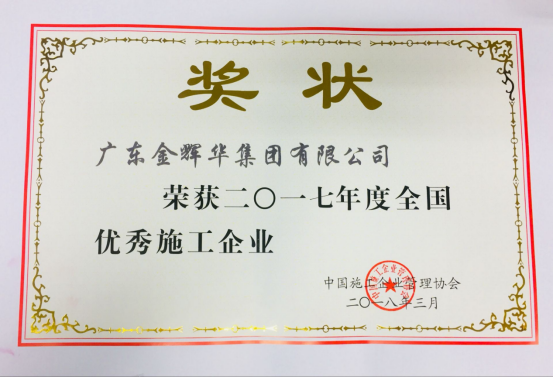 奖状
广东金辉华集团有限公司
荣获二〇一七年度全国
优秀施工企业
中国施工企业管理协会
二〇一八年三月